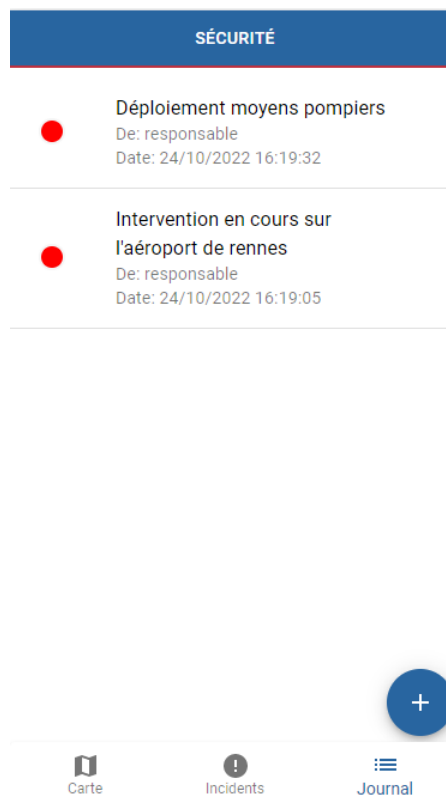 SÉCURITÉ
Déploiement moyens pompiers
De: responsable
Date: 24/10/2022 16:19:32
Intervention en cours sur
l'aéroport de rennes
De: responsable
Date: 24/10/2022 16:19:05
+
Carte
Incidents
Journal